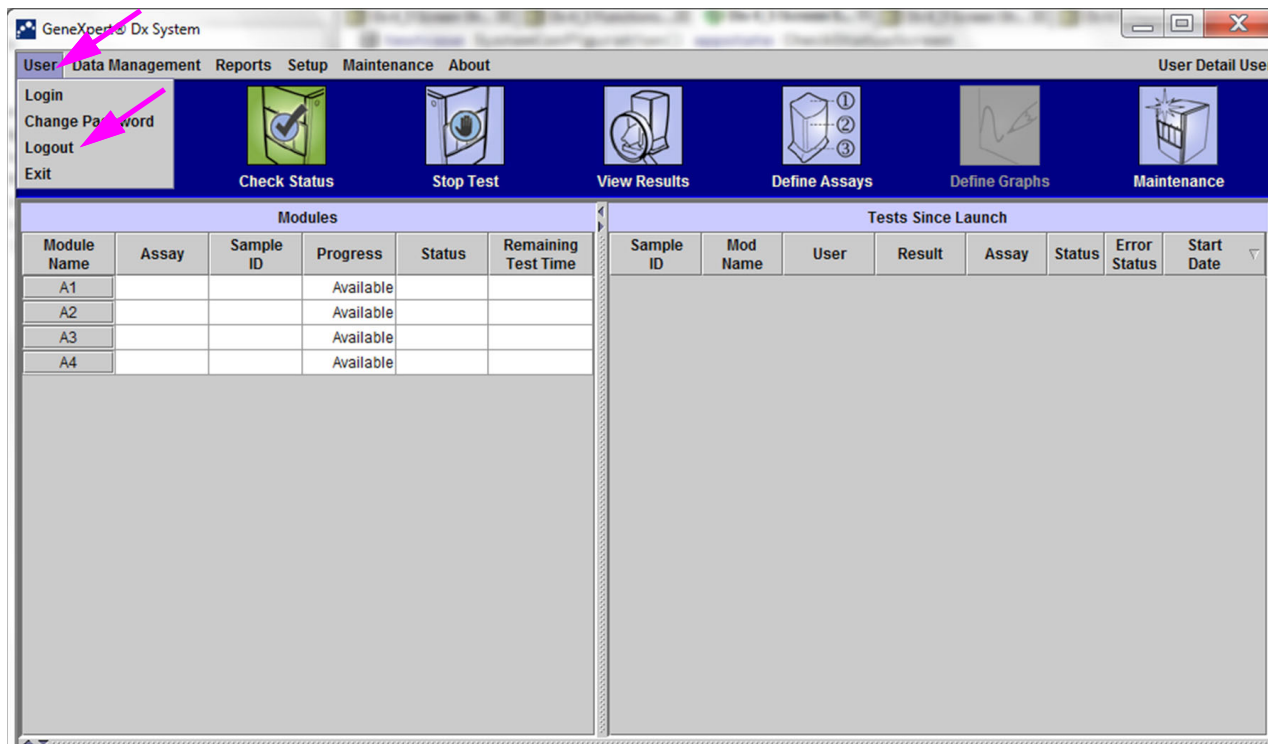 GeneXpert® Dx System
User Data Management Reports Setup Maintenance About User Detail Use
Login
Change Password
Logout
Exit
Check Status Stop Test View Results Define Assays Define Graphs Maintenance
① ② ③
Modules Tests Since Launch
Module Name Assay Sample ID Progress Status Remaining Test Time Sample ID Mod Name User Result Assay Status Error Status Start Date
A1 Available
A2 Available
A3 Available
A4 Available